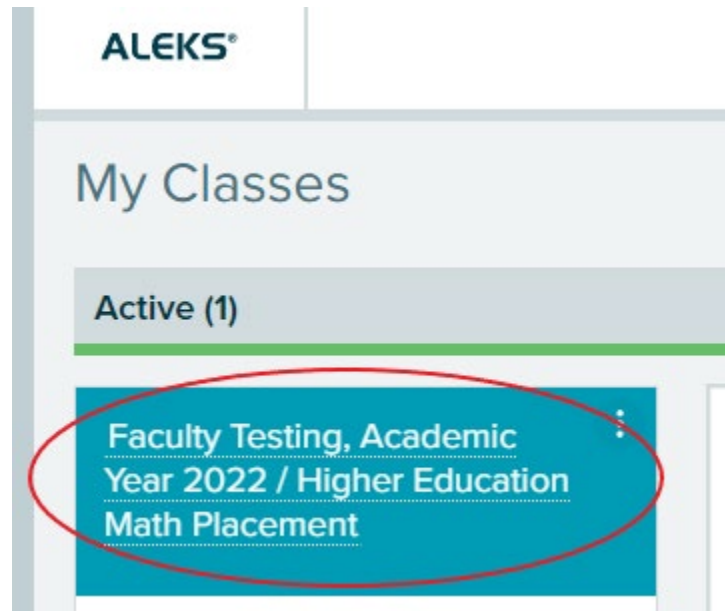 ALEKS®
My Classes
Active (1)
Faculty Testing, Academic
Year 2022 / Higher Education
Math Placement